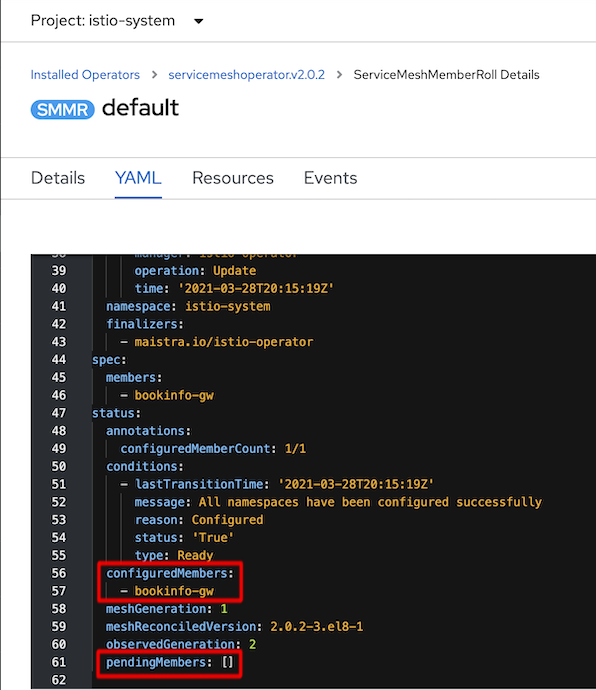 Project: istio-system
Installed Operators > servicemeshoperator.v2.0.2 > ServiceMeshMemberRoll Details
SMMR default
Details YAML Resources Events
38 manager: istio-operator
39 operation: Update
40 time: '2021-03-28T20:15:19Z'
41 namespace: istio-system
42 finalizers:
43 - maistra.io/istio-operator
44 spec:
45 members:
46 - bookinfo-gw
47 status:
48 annotations:
49 configuredMemberCount: 1/1
50 conditions:
51 - lastTransitionTime: '2021-03-28T20:15:19Z'
52 message: All namespaces have been configured successfully
53 reason: Configured
54 status: 'True'
55 type: Ready
56 configuredMembers:
57 - bookinfo-gw
58 meshGeneration: 1
59 meshReconciledVersion: 2.0.2-3.el8-1
60 observedGeneration: 2
61 pendingMembers: []
62